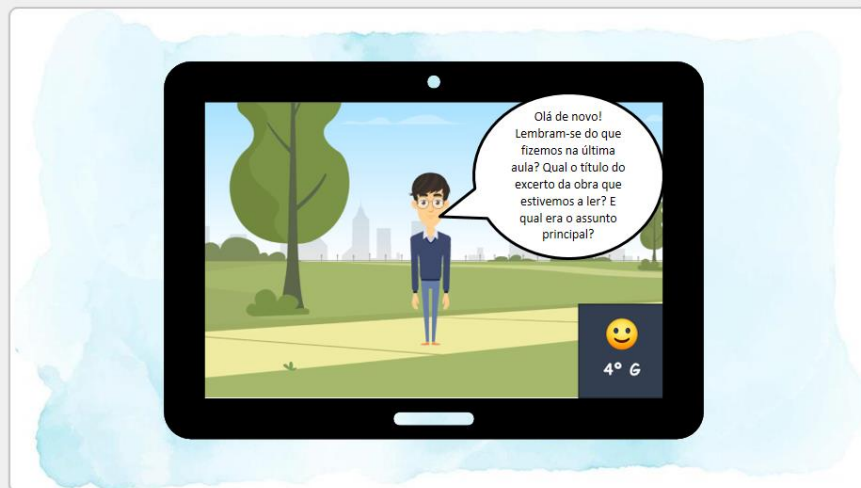 Olá de novo!
Lembram-se do que
fizemos na última
aula? Qual o título do
excerto da obra que
estivemos a ler? E
qual era o assunto
principal?
4º G